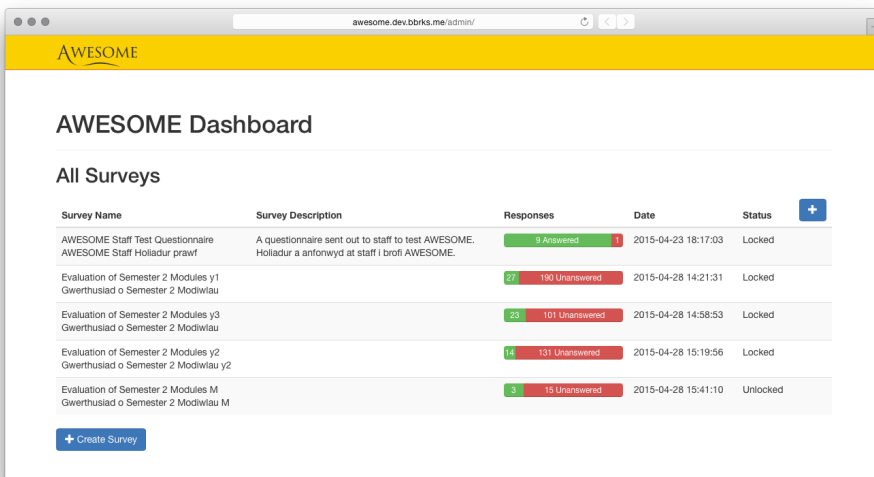 awesome.dev.bbrks.me/admin/
AWESOME
AWESOME Dashboard
All Surveys
Survey Name Survey Description Responses Date Status
AWESOME Staff Test Questionnaire A questionnaire sent out to staff to test AWESOME. 9 Answered 1 2015-04-23 18:17:03 Locked
AWESOME Staff Holiadur prawf Holiadur a anfonwyd at staff i brofi AWESOME.
Evaluation of Semester 2 Modules y1 27 190 Unanswered 2015-04-28 14:21:31 Locked
Gwerthusiad o Semester 2 Modiwlau
Evaluation of Semester 2 Modules y3 23 101 Unanswered 2015-04-28 14:58:53 Locked
Gwerthusiad o Semester 2 Modiwlau
Evaluation of Semester 2 Modules y2 14 131 Unanswered 2015-04-28 15:19:56 Locked
Gwerthusiad o Semester 2 Modiwlau y2
Evaluation of Semester 2 Modules M 3 15 Unanswered 2015-04-28 15:41:10 Unlocked
Gwerthusiad o Semester 2 Modiwlau M
+ Create Survey